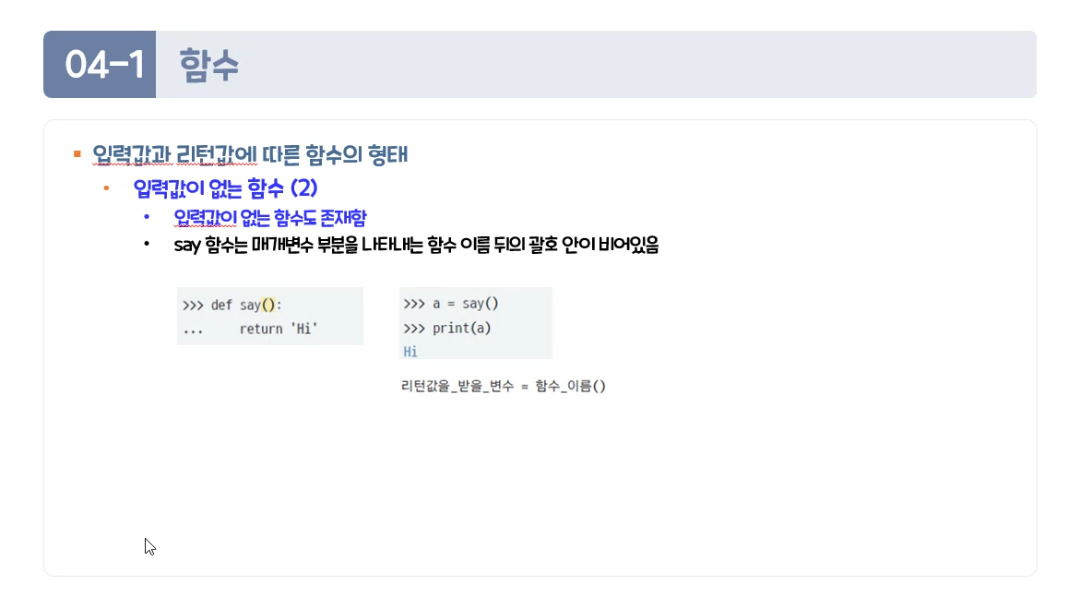 04-1 함수
입력값과 리턴값에 따른 함수의 형태
입력값이 없는 함수 (2)
입력값이 없는 함수도 존재함
say 함수는 매개변수 부분을 나타내는 함수 이름 뒤의 괄호 안이 비어있음
>>> def say():
...     return 'Hi'
>>> a = say()
>>> print(a)
Hi
리턴값을_받을_변수 = 함수_이름()